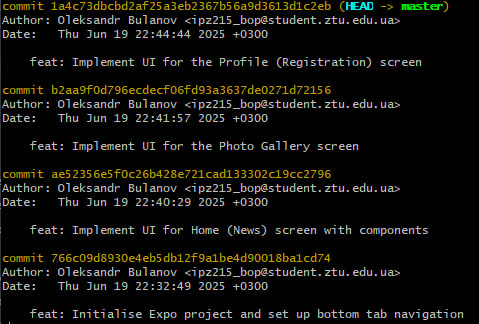 commit 1a4c73dbcbd2af25a3eb2367b56a9d3613d1c2eb (HEAD -> master)
Author: Oleksandr Bulanov <ipz215_bop@student.ztu.edu.ua>
Date:   Thu Jun 19 22:44:44 2025 +0300
feat: Implement UI for the Profile (Registration) screen
commit b2aa9f0d796ecdecf06fd93a3637de0271d72156
Author: Oleksandr Bulanov <ipz215_bop@student.ztu.edu.ua>
Date:   Thu Jun 19 22:41:57 2025 +0300
feat: Implement UI for the Photo Gallery screen
commit ae52356e5f0c26b428e721cad133302c19cc2796
Author: Oleksandr Bulanov <ipz215_bop@student.ztu.edu.ua>
Date:   Thu Jun 19 22:40:29 2025 +0300
feat: Implement UI for Home (News) screen with components
commit 766c09d8930e4eb5db12f9a1be4d90018ba1cd74
Author: Oleksandr Bulanov <ipz215_bop@student.ztu.edu.ua>
Date:   Thu Jun 19 22:32:49 2025 +0300
feat: Initialise Expo project and set up bottom tab navigation